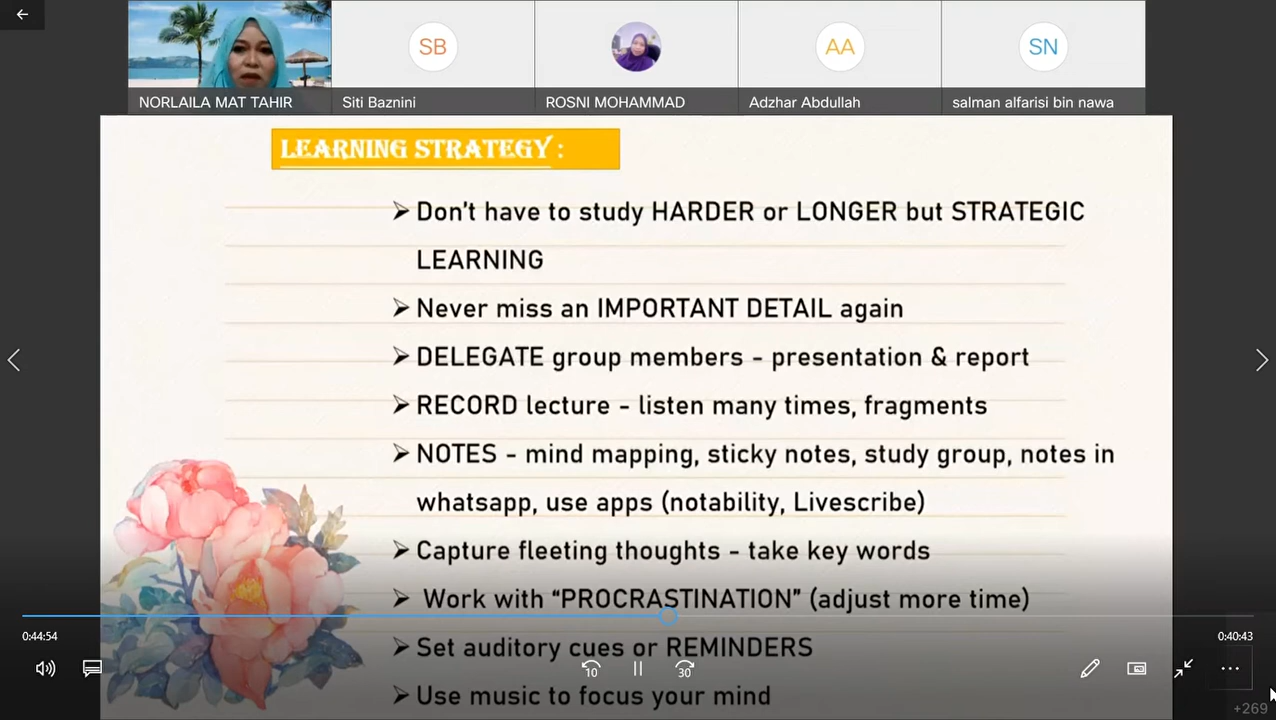 SB
AA
SN
NORLAILA MAT TAHIR
Siti Baznini
ROSNI MOHAMMAD
Adzhar Abdullah
salman alfarisi bin nawa
LEARNING STRATEGY :
➢ Don't have to study HARDER or LONGER but STRATEGIC
LEARNING
➢ Never miss an IMPORTANT DETAIL again
➢ DELEGATE group members - presentation & report
➢ RECORD lecture - listen many times, fragments
➢ NOTES - mind mapping, sticky notes, study group, notes in
whatsapp, use apps (notability, Livescribe)
➢ Capture fleeting thoughts - take key words
➢ Work with “PROCRASTINATION” (adjust more time)
0:44:54
0:40:43
➢ Set auditory cues or REMINDERS
10
30
➢ Use music to focus your mind
+269